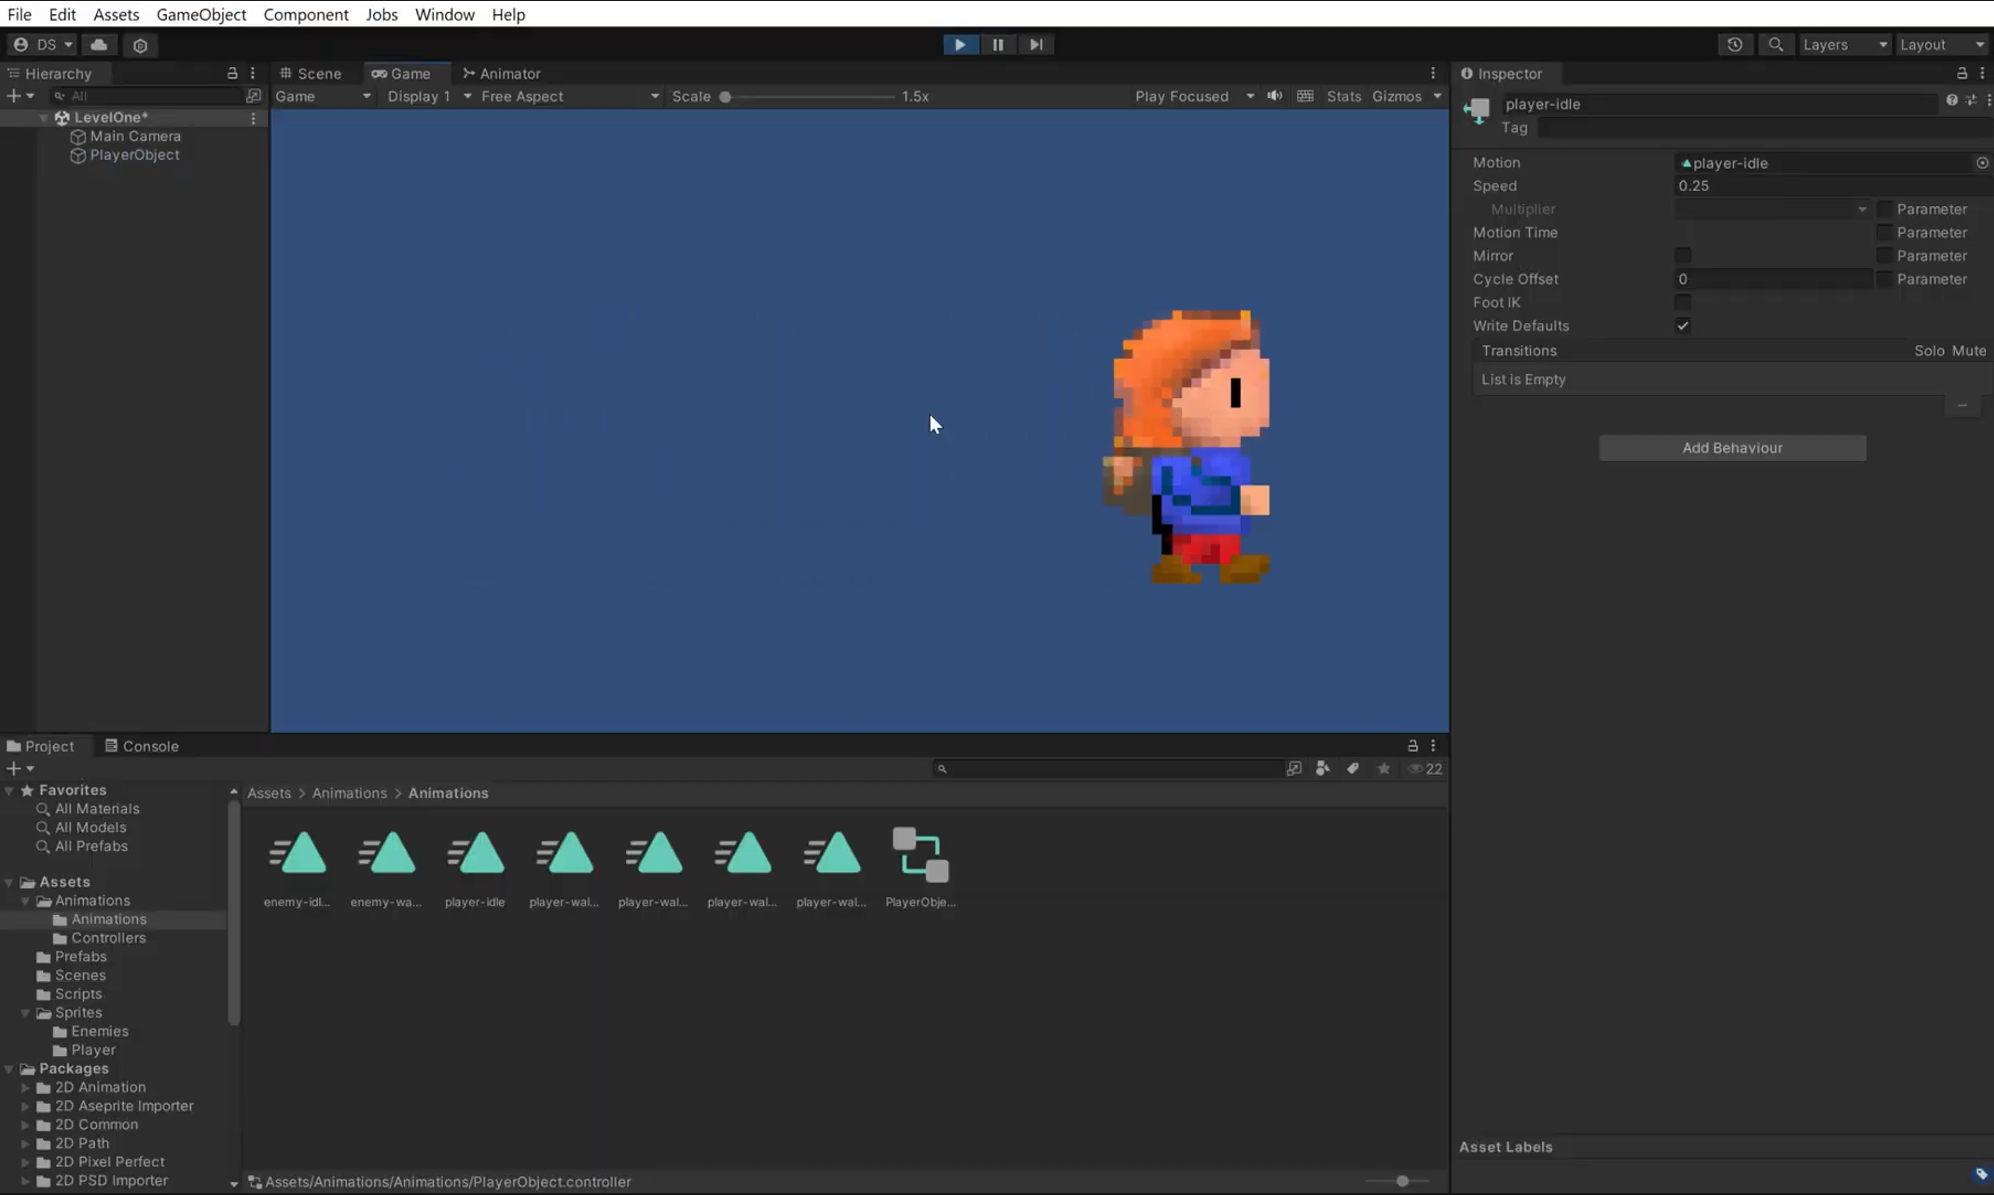 File Edit Assets GameObject Component Jobs Window Help
DS Layers Layout
Hierarchy
All
LevelOne*
Main Camera
PlayerObject
Scene Game Animator
Game Display 1 Free Aspect Scale 1.5x Play Focused Stats Gizmos
Inspector
player-idle
Tag
Motion player-idle
Speed 0.25
Multiplier Parameter
Motion Time Parameter
Mirror Parameter
Cycle Offset 0 Parameter
Foot IK
Write Defaults
Transitions Solo Mute
List is Empty
Add Behaviour
Project Console
22
Favorites
All Materials
All Models
All Prefabs
Assets
Animations
Animations
Controllers
Prefabs
Scenes
Scripts
Sprites
Enemies
Player
Packages
2D Animation
2D Aseprite Importer
2D Common
2D Path
2D Pixel Perfect
2D PSD Importer
Assets > Animations > Animations
enemy-idl... enemy-wa... player-idle player-wal... player-wal... player-wal... player-wal... PlayerObje...
Assets/Animations/Animations/PlayerObject.controller
Asset Labels